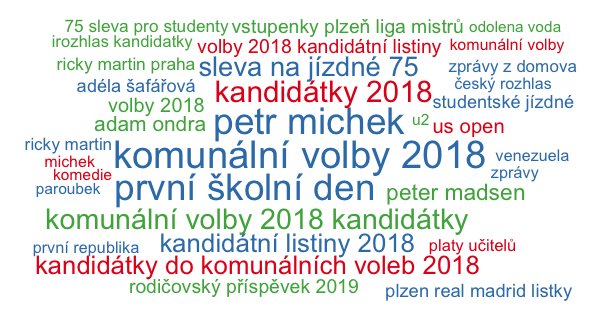 75 sleva pro studenty vstupenky plzeň liga mistrů odolena voda
irozhlas kandidatky volby 2018 kandidátní listiny komunální volby
ricky martin praha sleva na jízdné 75 zprávy z domova
adéla šafářová kandidátky 2018 český rozhlas
volby 2018 studentské jízdné
adam ondra petr michek u2 us open
ricky martin komunální volby 2018 venezuela
michek
komedie zprávy
paroubek první školní den peter madsen
komunální volby 2018 kandidátky
první republika kandidátní listiny 2018 platy učitelů
kandidátky do komunálních voleb 2018
rodičovský příspěvek 2019 plzen real madrid listky